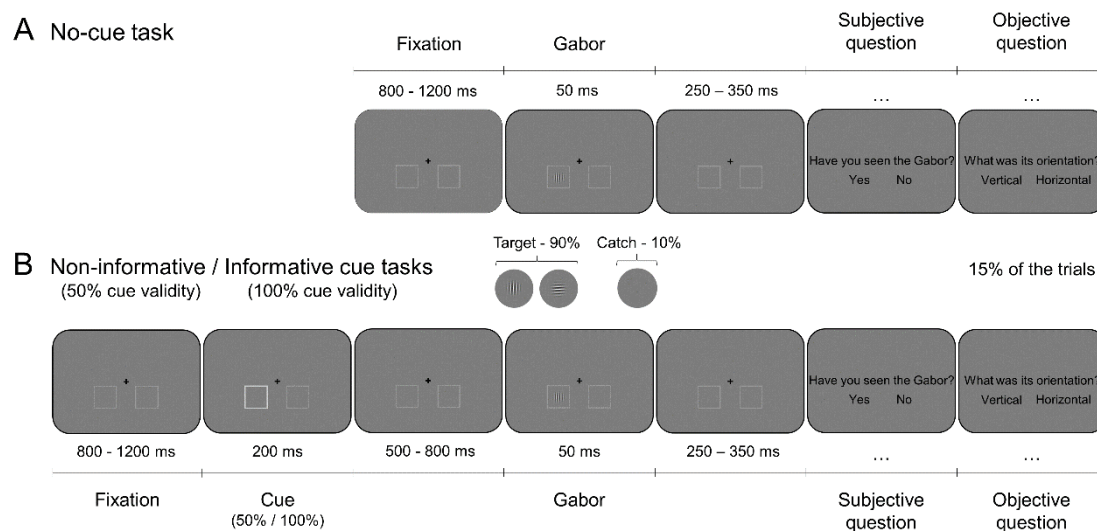 A No-cue task
Fixation Gabor Subjective question Objective question
800 - 1200 ms 50 ms 250 – 350 ms ... ...
Have you seen the Gabor? What was its orientation?
Yes No Vertical Horizontal
Target - 90% Catch - 10%
B Non-informative / Informative cue tasks 15% of the trials
(50% cue validity) (100% cue validity)
Have you seen the Gabor? What was its orientation?
Yes No Vertical Horizontal
800 - 1200 ms 200 ms 500 - 800 ms 50 ms 250 – 350 ms ... ...
Fixation Cue Gabor Subjective question Objective question
(50% / 100%)